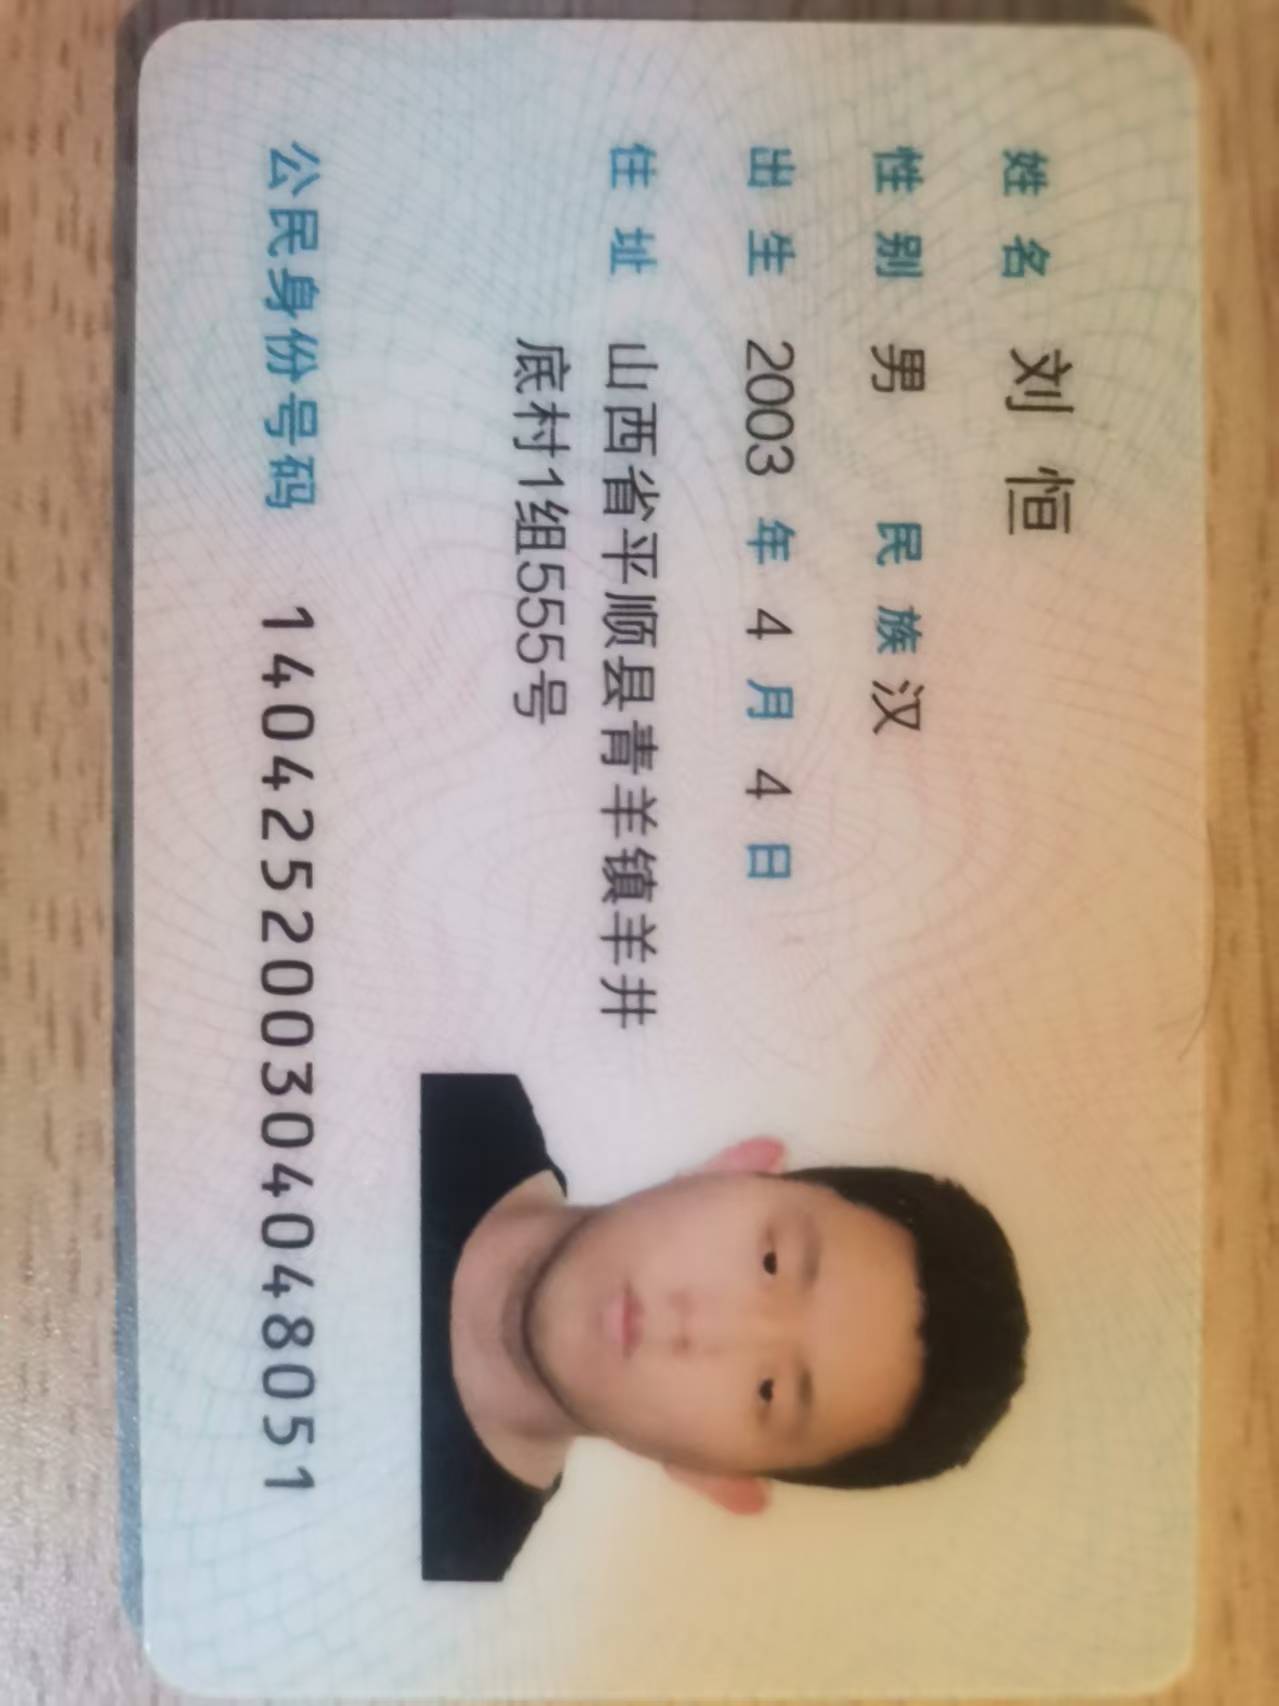 姓名 刘恒
性别 男 民族 汉
出生 2003 年 4 月 4 日
住址 山西省平顺县青羊镇羊井
底村1组555号
公民身份号码 140425200304048051